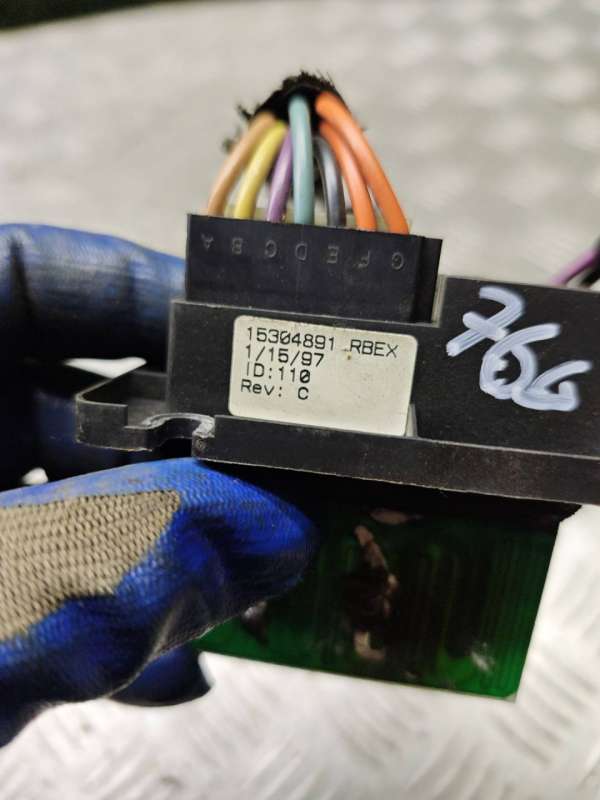 G F E D C B A
15304891 RBEX
1/15/97
ID:110
Rev: C
766